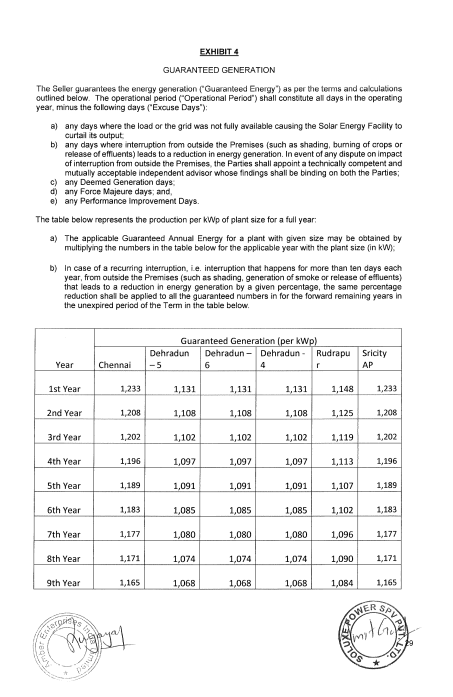 EXHIBIT 4
GUARANTEED GENERATION
The Seller guarantees the energy generation ("Guaranteed Energy") as per the terms and calculations
outlined below. The operational period ("Operational Period") shall constitute all days in the operating
year, minus the following days ("Excuse Days"):
a) any days where the load or the grid was not fully available causing the Solar Energy Facility to
curtail its output;
b) any days where interruption from outside the Premises (such as shading, burning of crops or
release of effluents) leads to a reduction in energy generation. In event of any dispute on impact
of interruption from outside the Premises, the Parties shall appoint a technically competent and
mutually acceptable independent advisor whose findings shall be binding on both the Parties;
c) any Deemed Generation days;
d) any Force Majeure days; and,
e) any Performance Improvement Days.
The table below represents the production per kWp of plant size for a full year:
a) The applicable Guaranteed Annual Energy for a plant with given size may be obtained by
multiplying the numbers in the table below for the applicable year with the plant size (in kW);
b) In case of a recurring interruption, i.e. interruption that happens for more than ten days each
year, from outside the Premises (such as shading, generation of smoke or release of effluents)
that leads to a reduction in energy generation by a given percentage, the same percentage
reduction shall be applied to all the guaranteed numbers in for the forward remaining years in
the unexpired period of the Term in the table below.
Guaranteed Generation (per kWp)
Dehradun Dehradun – Dehradun - Rudrapu Sricity
Year Chennai – 5 6 4 r AP
1st Year 1,233 1,131 1,131 1,131 1,148 1,233
2nd Year 1,208 1,108 1,108 1,108 1,125 1,208
3rd Year 1,202 1,102 1,102 1,102 1,119 1,202
4th Year 1,196 1,097 1,097 1,097 1,113 1,196
5th Year 1,189 1,091 1,091 1,091 1,107 1,189
6th Year 1,183 1,085 1,085 1,085 1,102 1,183
7th Year 1,177 1,080 1,080 1,080 1,096 1,177
8th Year 1,171 1,074 1,074 1,074 1,090 1,171
9th Year 1,165 1,068 1,068 1,068 1,084 1,165
Amber Enterprises
SOLUXE POWER SPV PVT. LTD.
29